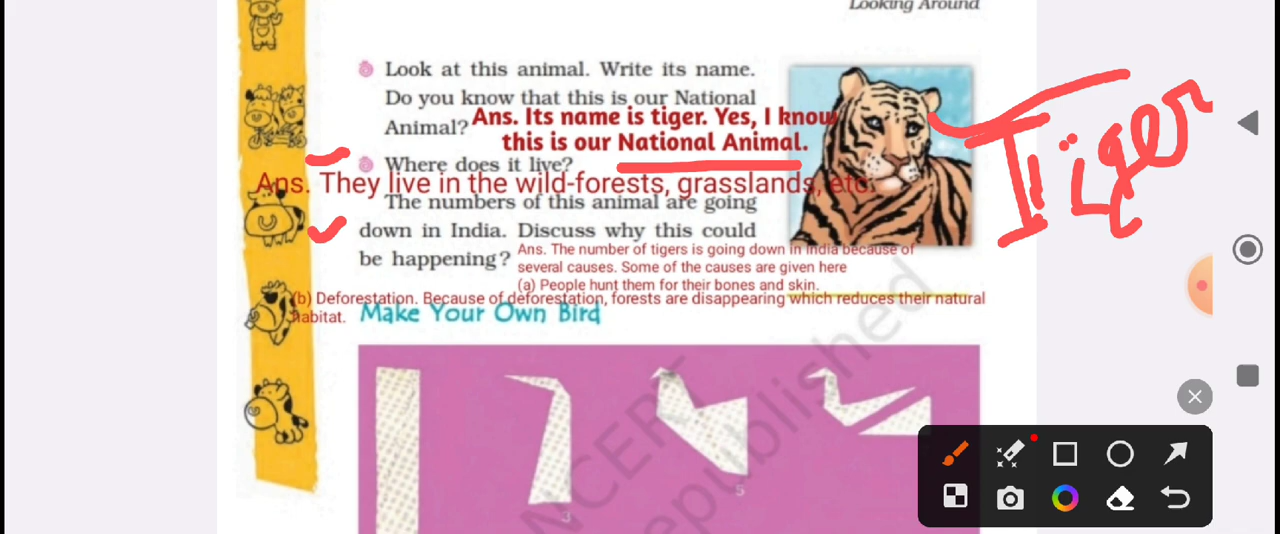 Looking Around
Look at this animal. Write its name.
Do you know that this is our National
Animal?
Ans. Its name is tiger. Yes, I know
this is our National Animal.
Tiger
Where does it live?
Ans. They live in the wild-forests, grasslands, etc.
The numbers of this animal are going
down in India. Discuss why this could
be happening?
Ans. The number of tigers is going down in India because of
several causes. Some of the causes are given here
(a) People hunt them for their bones and skin.
(b) Deforestation. Because of deforestation, forests are disappearing which reduces their natural
habitat.
Make Your Own Bird
3
5
NCERT
republished